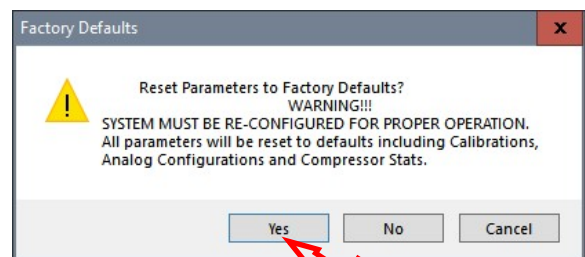 Factory Defaults
Reset Parameters to Factory Defaults?
WARNING!!!
SYSTEM MUST BE RE-CONFIGURED FOR PROPER OPERATION.
All parameters will be reset to defaults including Calibrations,
Analog Configurations and Compressor Stats.
Yes No Cancel